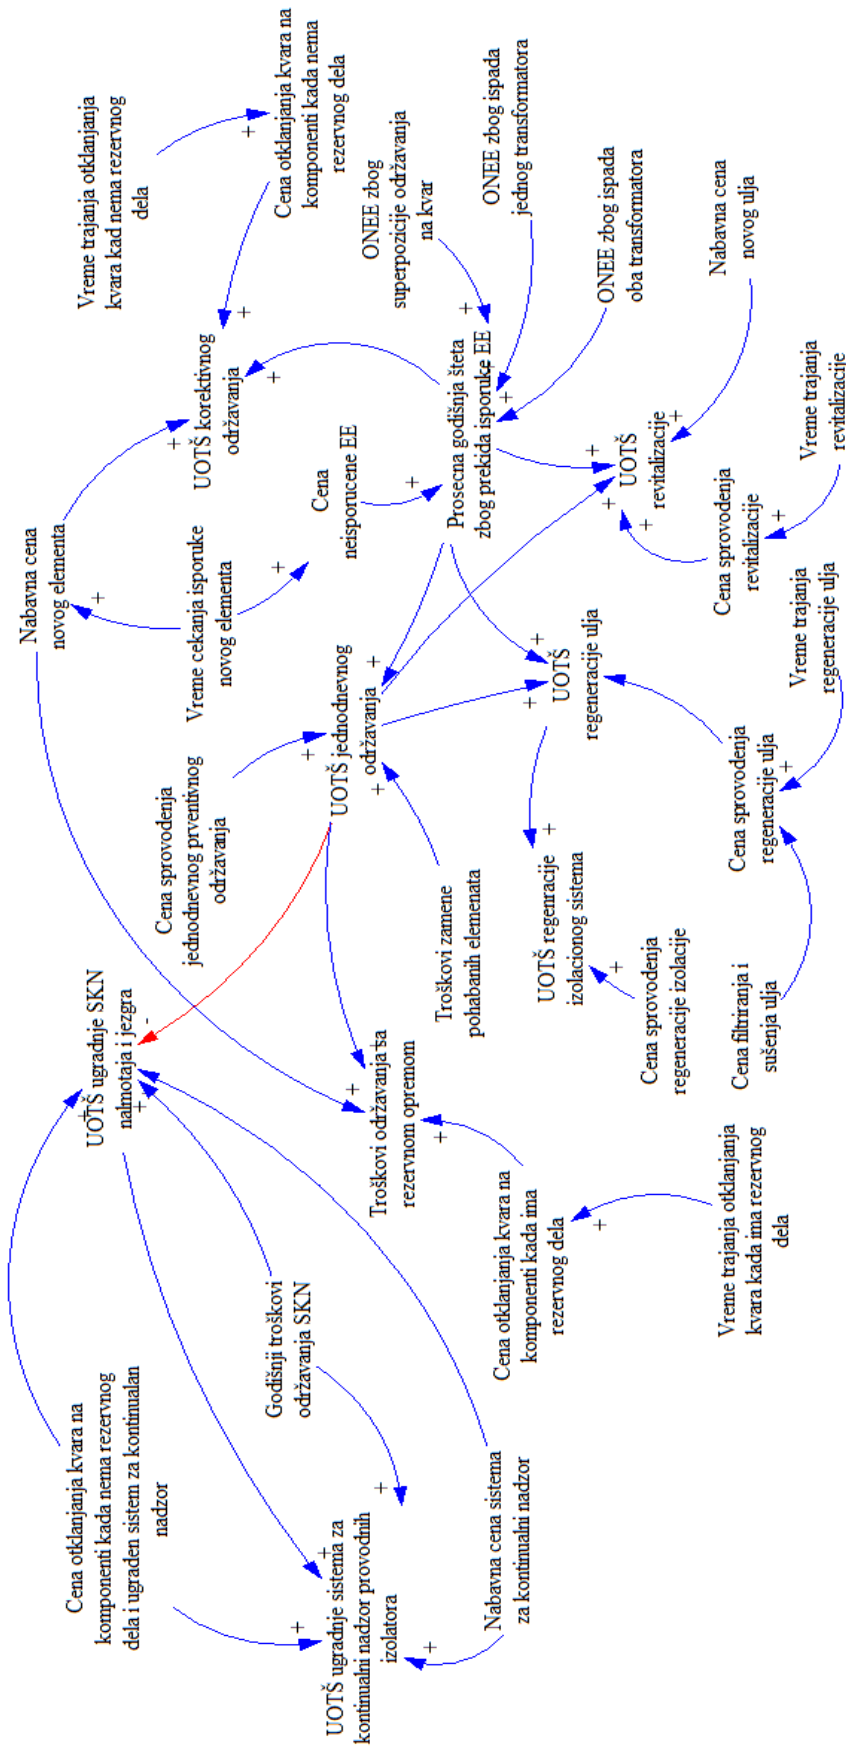 Cena otklanjanja kvara na
komponenti kada nema rezervnog
dela i ugrađen sistem za kontinualan
nadzor
UOTŠ ugradnje SKN
nalmotaja i jezgra
Nabavna cena
novog elementa
Vreme trajanja otklanjanja
kvara kad nema rezervnog
dela
Cena sprovođenja
jednodnevnog prventivnog
održavanja
Vreme cekanja isporuke
novog elementa
UOTŠ korektivnog
održavanja
Cena otklanjanja kvara na
komponenti kada nema
rezervnog dela
Godišnji troškovi
održavanja SKN
Cena
neisporucene EE
ONEE zbog
superpozicije održavanja
na kvar
UOTŠ ugradnje sistema za
kontinualni nadzor provodnih
izolatora
Troškovi održavanja sa
rezervnom opremom
UOTŠ jednodnevnog
održavanja
Prosecna godišnja šteta
zbog prekida isporuke EE
ONEE zbog ispada
jednog transformatora
Nabavna cena sistema
za kontinualni nadzor
Cena otklanjanja kvara na
komponenti kada ima
rezervnog dela
Troškovi zamene
pohabanih elemenata
UOTŠ regenracije
izolacionog sistema
UOTŠ
regeneracije ulja
UOTŠ
revitalizacije
ONEE zbog ispada
oba transformatora
Cena sprovođenja
regeneracije izolacije
Cena sprovođenja
revitalizacije
Nabavna cena
novog ulja
Vreme trajanja otklanjanja
kvara kada ima rezervnog
dela
Cena filtriranja i
sušenja ulja
Cena sprovođenja
regeneracije ulja
Vreme trajanja
regeneracije ulja
Vreme trajanja
revitalizacije